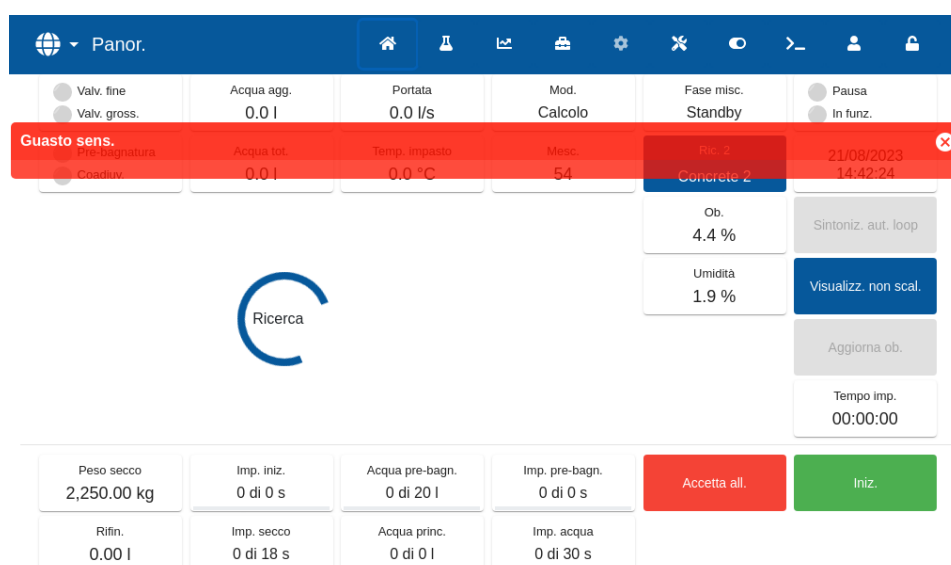 Panor.
Valv. fine
Valv. gross.
Acqua agg.
0.0 l
Portata
0.0 l/s
Mod.
Calcolo
Fase misc.
Standby
Pausa
In funz.
Guasto sens.
Pre-bagnatura
Coadiuv.
Acqua tot.
0.0 l
Temp. impasto
0.0 °C
Mesc.
54
Ric. 2
Concrete 2
21/08/2023
14:42:24
Ob.
4.4 %
Sintoniz. aut. loop
Umidità
1.9 %
Visualizz. non scal.
Ricerca
Aggiorna ob.
Tempo imp.
00:00:00
Peso secco
2,250.00 kg
Imp. iniz.
0 di 0 s
Acqua pre-bagn.
0 di 20 l
Imp. pre-bagn.
0 di 0 s
Accetta all.
Iniz.
Rifin.
0.00 l
Imp. secco
0 di 18 s
Acqua princ.
0 di 0 l
Imp. acqua
0 di 30 s